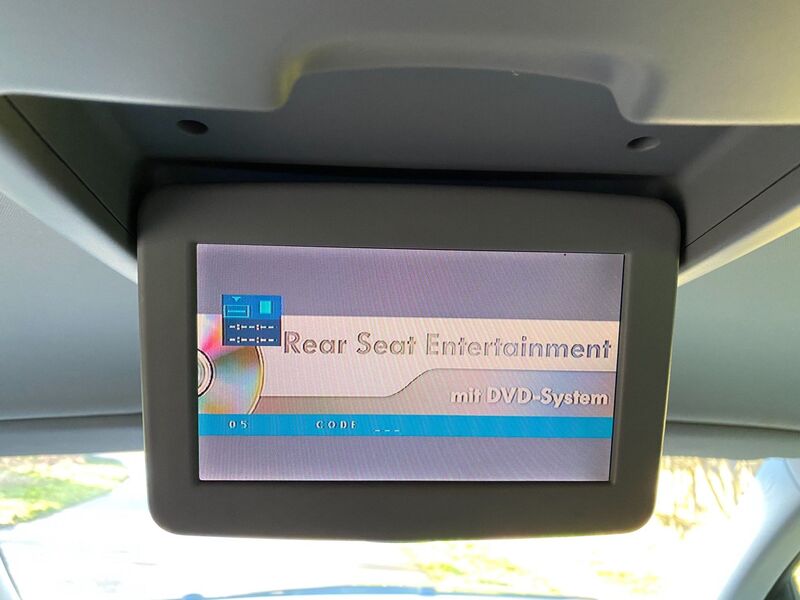 Rear Seat Entertainment
mit DVD-System
05 CODE _ _ _